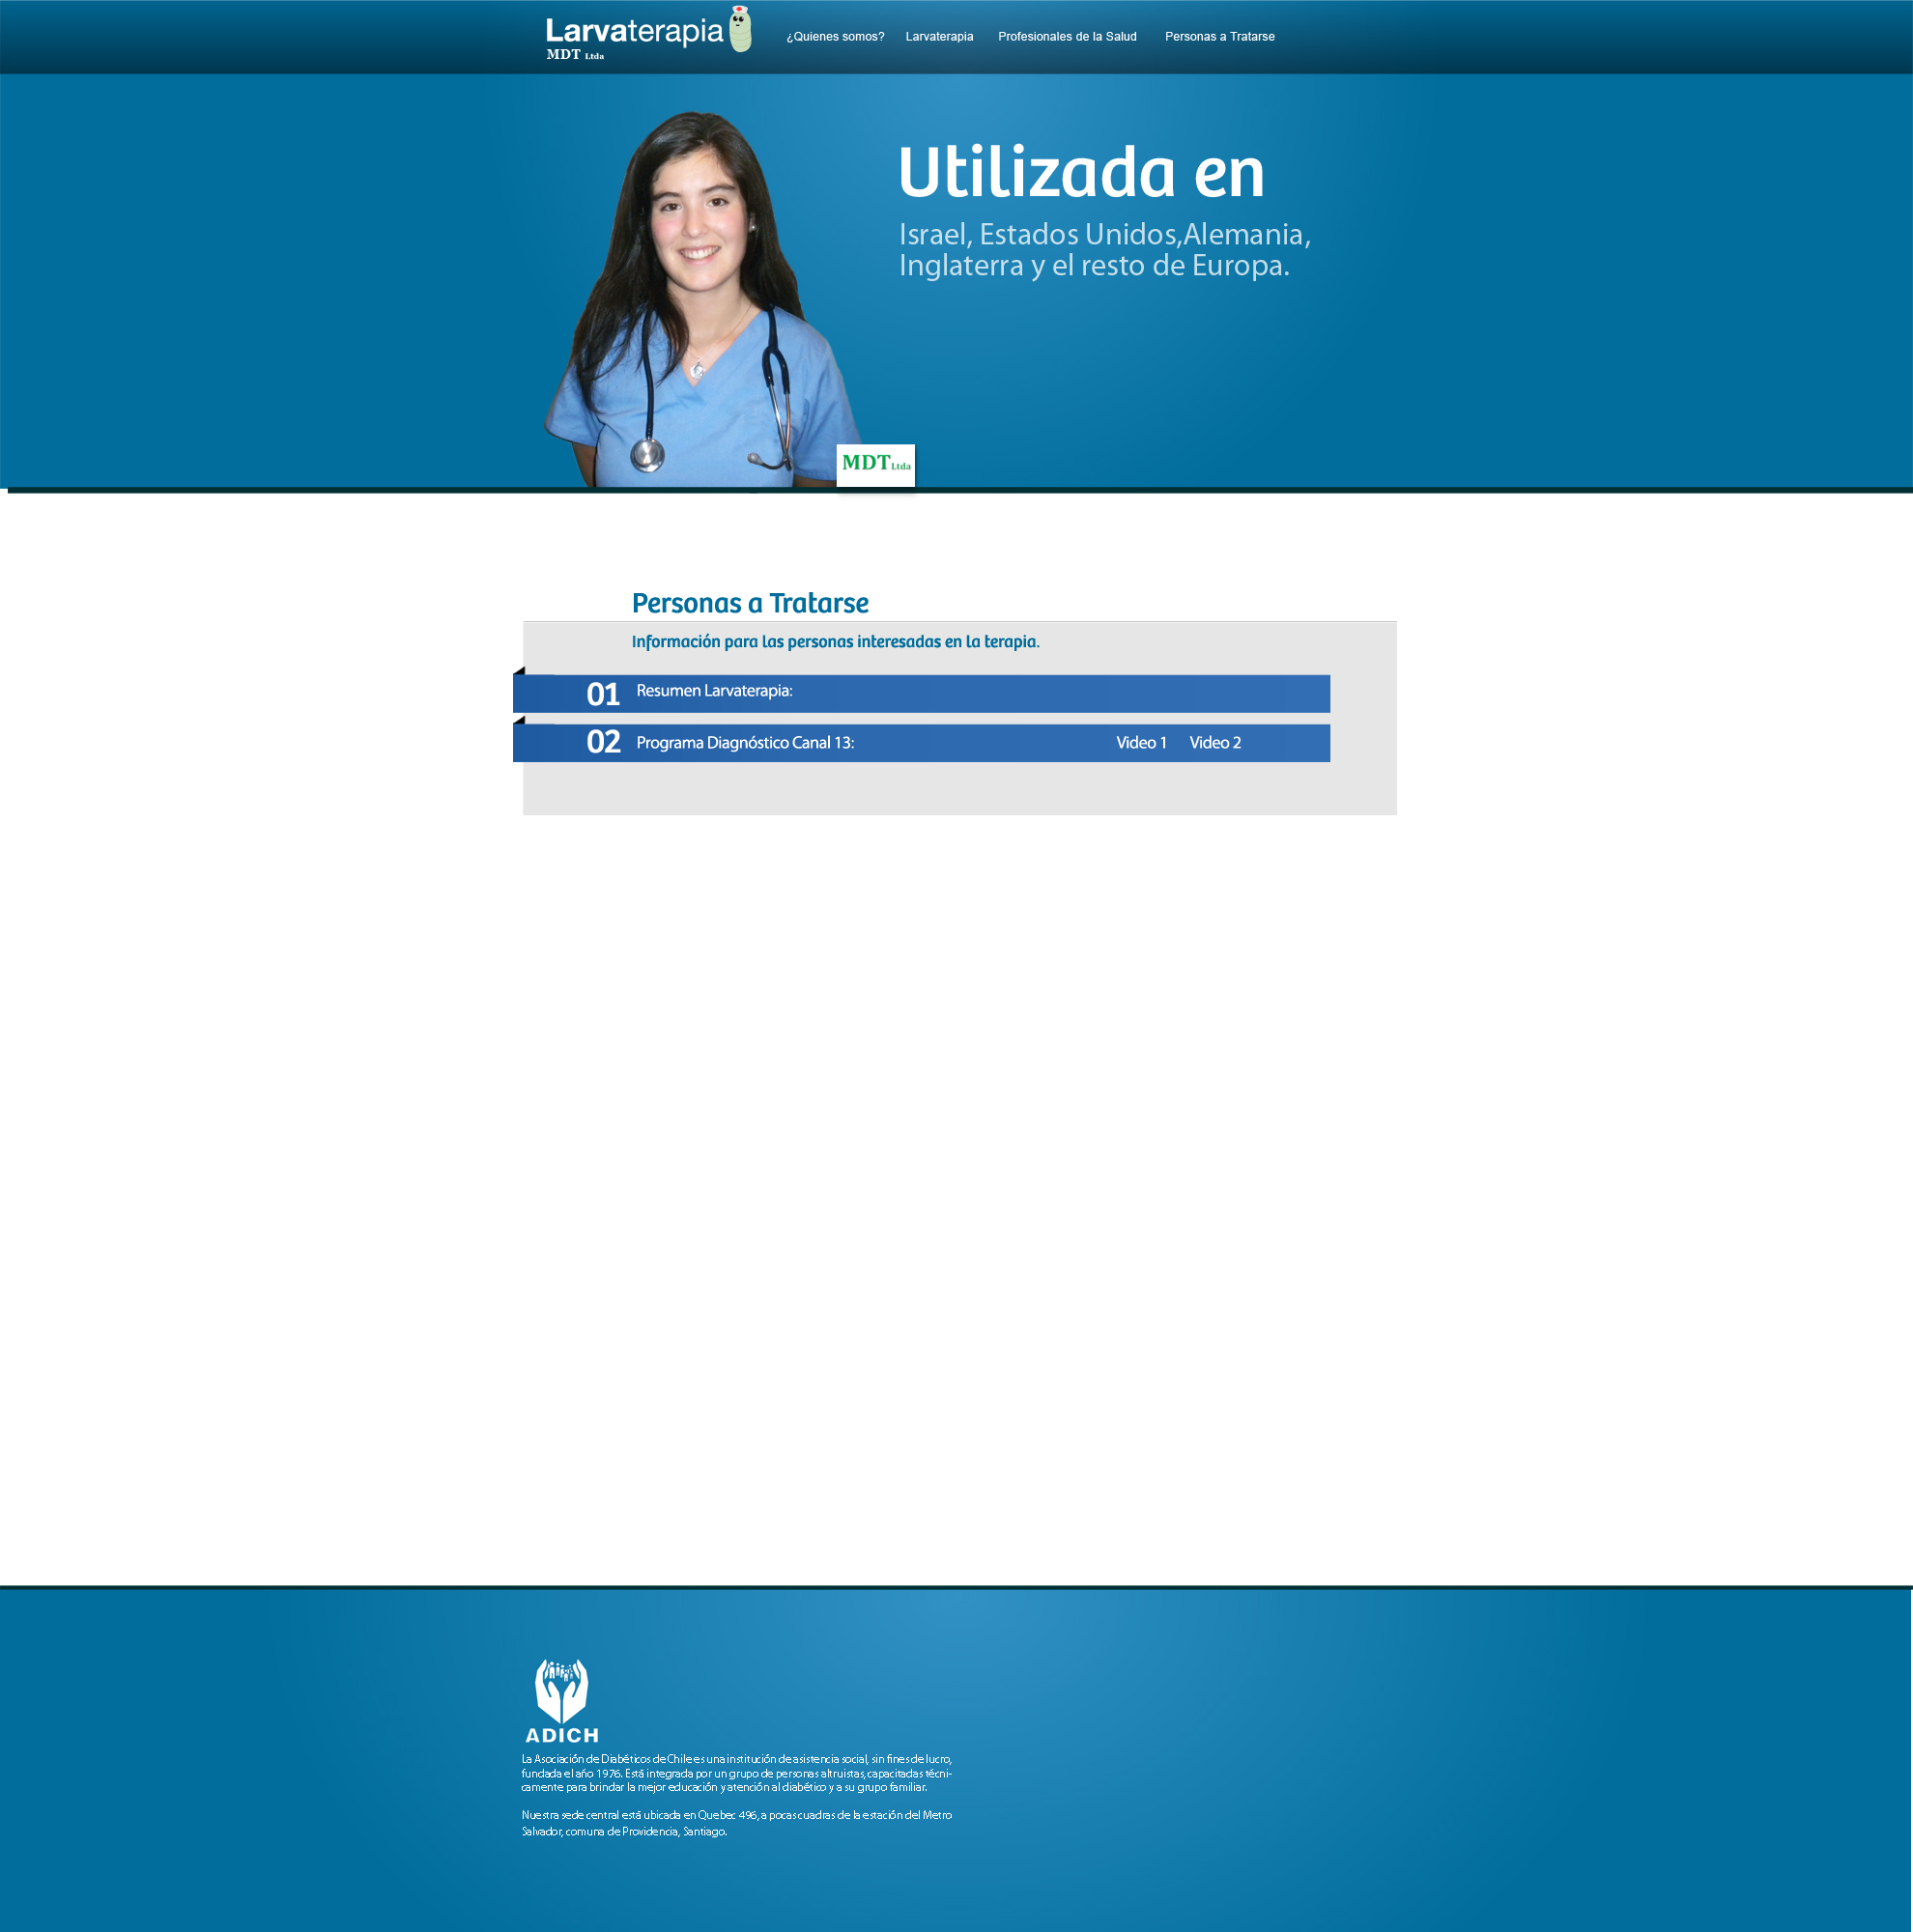 Larvaterapia
MDT Ltda
¿Quienes somos? Larvaterapia Profesionales de la Salud Personas a Tratarse
Utilizada en
Israel, Estados Unidos,Alemania,
Inglaterra y el resto de Europa.
MDT Ltda
Personas a Tratarse
Información para las personas interesadas en la terapia.
01 Resumen Larvaterapia:
02 Programa Diagnóstico Canal 13: Video 1 Video 2
ADICH
La Asociación de Diabéticos de Chile es una institución de asistencia social, sin fines de lucro,
fundada el año 1976. Está integrada por un grupo de personas altruistas, capacitadas técni-
camente para brindar la mejor educación y atención al diabético y a su grupo familiar.
Nuestra sede central está ubicada en Quebec 496, a pocas cuadras de la estación del Metro
Salvador, comuna de Providencia, Santiago.